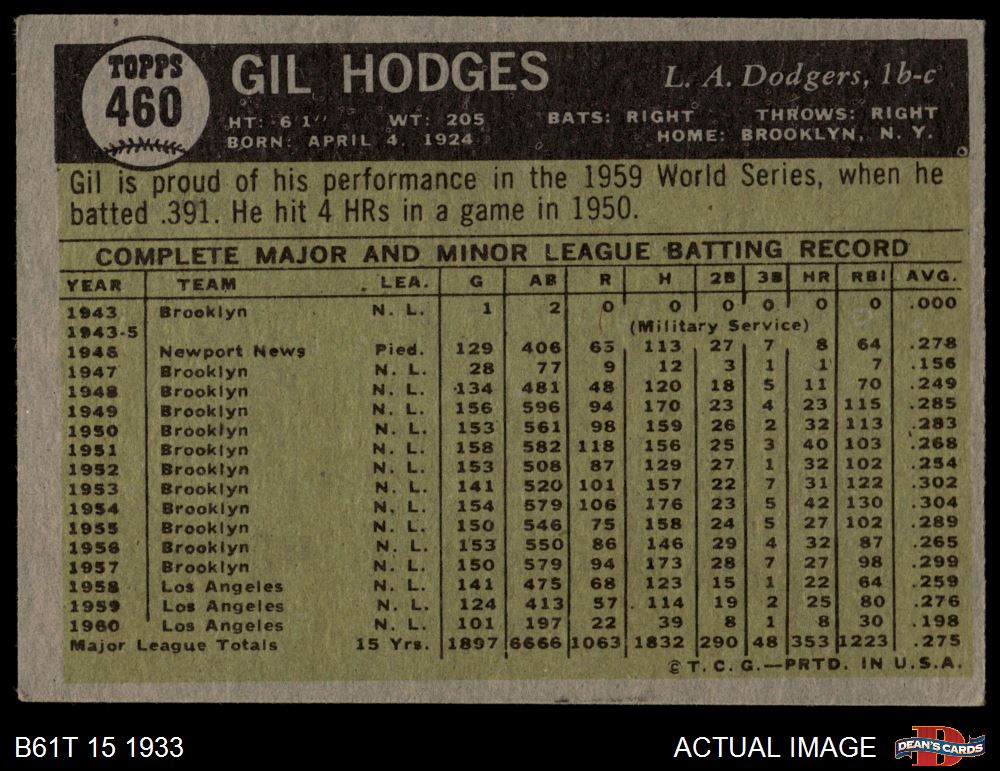 TOPPS
460
GIL HODGES L. A. Dodgers, 1b-c
HT: 6'1" WT: 205 BATS: RIGHT THROWS: RIGHT
BORN: APRIL 4, 1924 HOME: BROOKLYN, N. Y.
Gil is proud of his performance in the 1959 World Series, when he
batted .391. He hit 4 HRs in a game in 1950.
COMPLETE MAJOR AND MINOR LEAGUE BATTING RECORD
YEAR TEAM LEA. G AB R H 2B 3B HR RBI AVG.
1943 Brooklyn N. L. 1 2 0 0 0 0 0 0 .000
1943-5 (Military Service)
1946 Newport News Pied. 129 406 65 113 27 7 8 64 .278
1947 Brooklyn N. L. 28 77 9 12 3 1 1 7 .156
1948 Brooklyn N. L. 134 481 48 120 18 5 11 70 .249
1949 Brooklyn N. L. 156 596 94 170 23 4 23 115 .285
1950 Brooklyn N. L. 153 561 98 159 26 2 32 113 .283
1951 Brooklyn N. L. 158 582 118 156 25 3 40 103 .268
1952 Brooklyn N. L. 153 508 87 129 27 1 32 102 .254
1953 Brooklyn N. L. 141 520 101 157 22 7 31 122 .302
1954 Brooklyn N. L. 154 579 106 176 23 5 42 130 .304
1955 Brooklyn N. L. 150 546 75 158 24 5 27 102 .289
1956 Brooklyn N. L. 153 550 86 146 29 4 32 87 .265
1957 Brooklyn N. L. 150 579 94 173 28 7 27 98 .299
1958 Los Angeles N. L. 141 475 68 123 15 1 22 64 .259
1959 Los Angeles N. L. 124 413 57 114 19 2 25 80 .276
1960 Los Angeles N. L. 101 197 22 39 8 1 8 30 .198
Major League Totals 15 Yrs. 1897 6666 1063 1832 290 48 353 1223 .275
©T.C.G.—PRTD. IN U.S.A.
B61T 15 1933 ACTUAL IMAGE D DEAN'S CARDS